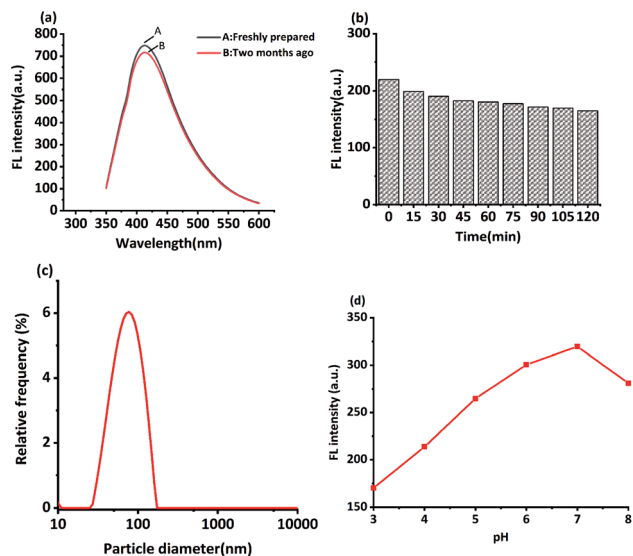 (a)
A
B
A:Freshly prepared
B:Two months ago
800
700
600
500
400
300
200
100
0
FL intensity(a.u.)
300 350 400 450 500 550 600
Wavelength(nm)
(b)
300
200
100
0
FL intensity(a.u.)
0 15 30 45 60 75 90 105 120
Time(min)
(c)
6
4
2
0
Relative frequency (%)
10 100 1000 10000
Particle diameter(nm)
(d)
350
300
250
200
150
FL intensity (a.u.)
3 4 5 6 7 8
pH